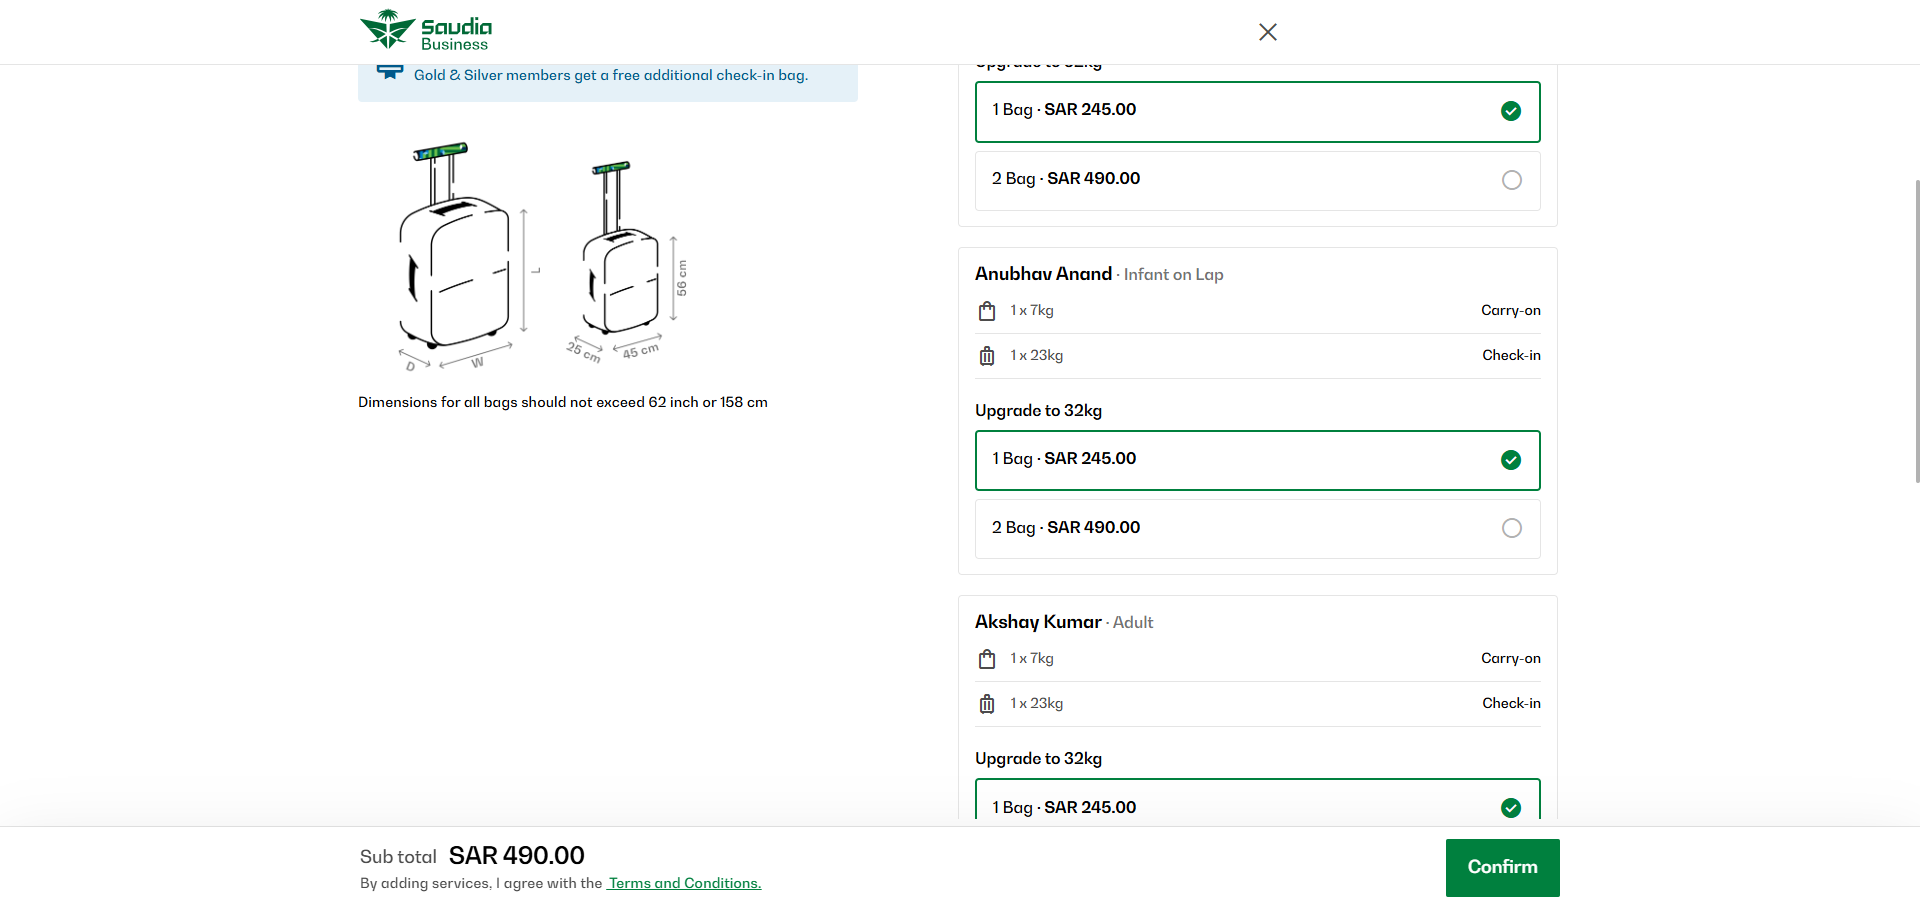 Saudia
Business
Gold & Silver members get a free additional check-in bag.
L
D
W
56 cm
25 cm
45 cm
Dimensions for all bags should not exceed 62 inch or 158 cm
Upgrade to 32kg
1 Bag · SAR 245.00
2 Bag · SAR 490.00
Anubhav Anand · Infant on Lap
1 x 7kg Carry-on
1 x 23kg Check-in
Upgrade to 32kg
1 Bag · SAR 245.00
2 Bag · SAR 490.00
Akshay Kumar · Adult
1 x 7kg Carry-on
1 x 23kg Check-in
Upgrade to 32kg
1 Bag · SAR 245.00
Sub total SAR 490.00
By adding services, I agree with the Terms and Conditions.
Confirm